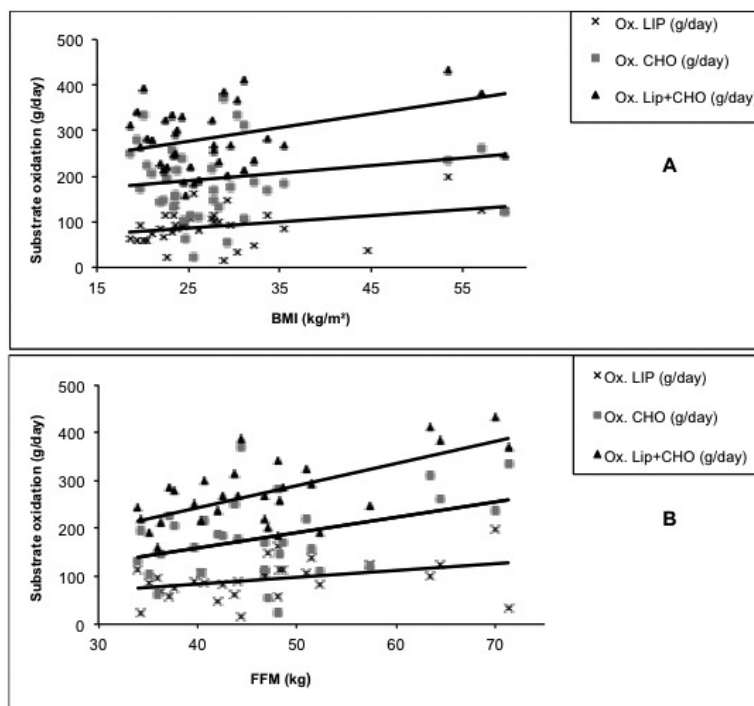 Ox. LIP (g/day)
Ox. CHO (g/day)
Ox. Lip+CHO (g/day)
Substrate oxidation (g/day)
500
400
300
200
100
0
15
25
35
45
55
BMI (kg/m²)
A
Ox. LIP (g/day)
Ox. CHO (g/day)
Ox. Lip+CHO (g/day)
Substrate oxidation (g/day)
500
400
300
200
100
0
30
40
50
60
70
FFM (kg)
B